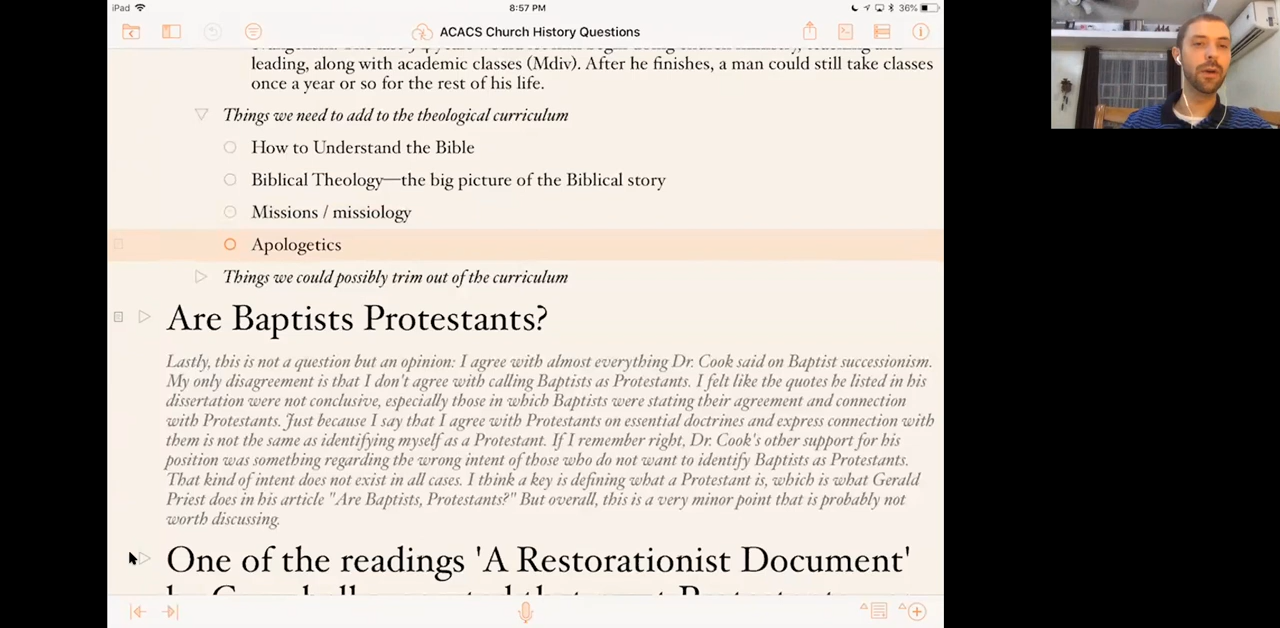 iPad
8:57 PM
36%
ACACS Church History Questions
leading, along with academic classes (Mdiv). After he finishes, a man could still take classes
once a year or so for the rest of his life.
Things we need to add to the theological curriculum
How to Understand the Bible
Biblical Theology—the big picture of the Biblical story
Missions / missiology
Apologetics
Things we could possibly trim out of the curriculum
Are Baptists Protestants?
Lastly, this is not a question but an opinion: I agree with almost everything Dr. Cook said on Baptist successionism.
My only disagreement is that I don't agree with calling Baptists as Protestants. I felt like the quotes he listed in his
dissertation were not conclusive, especially those in which Baptists were stating their agreement and connection
with Protestants. Just because I say that I agree with Protestants on essential doctrines and express connection with
them is not the same as identifying myself as a Protestant. If I remember right, Dr. Cook's other support for his
position was something regarding the wrong intent of those who do not want to identify Baptists as Protestants.
That kind of intent does not exist in all cases. I think a key is defining what a Protestant is, which is what Gerald
Priest does in his article "Are Baptists, Protestants?" But overall, this is a very minor point that is probably not
worth discussing.
One of the readings 'A Restorationist Document'